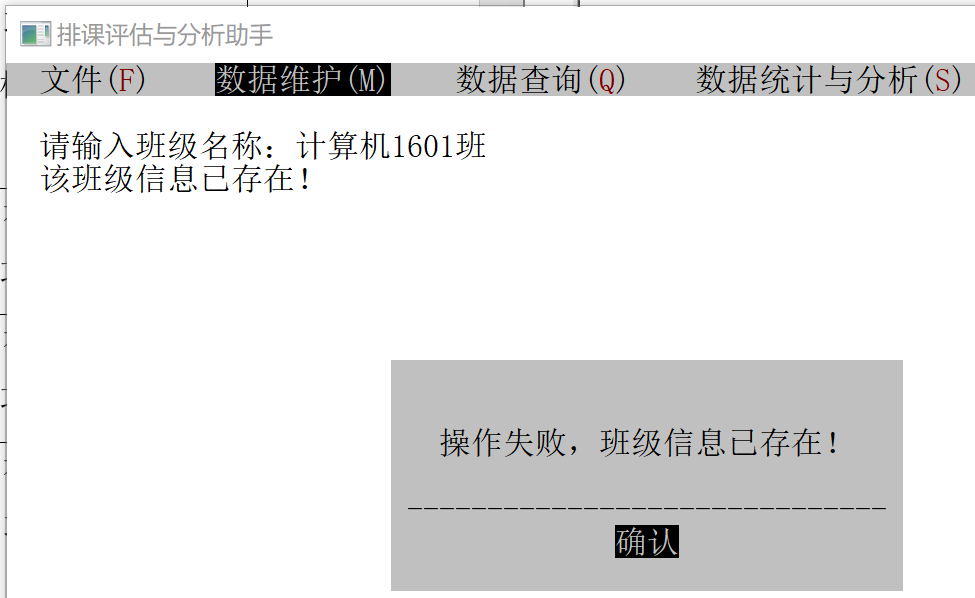 排课评估与分析助手
文件(F) 数据维护(M) 数据查询(Q) 数据统计与分析(S)
请输入班级名称：计算机1601班
该班级信息已存在！
操作失败，班级信息已存在！
------------------------------
确认